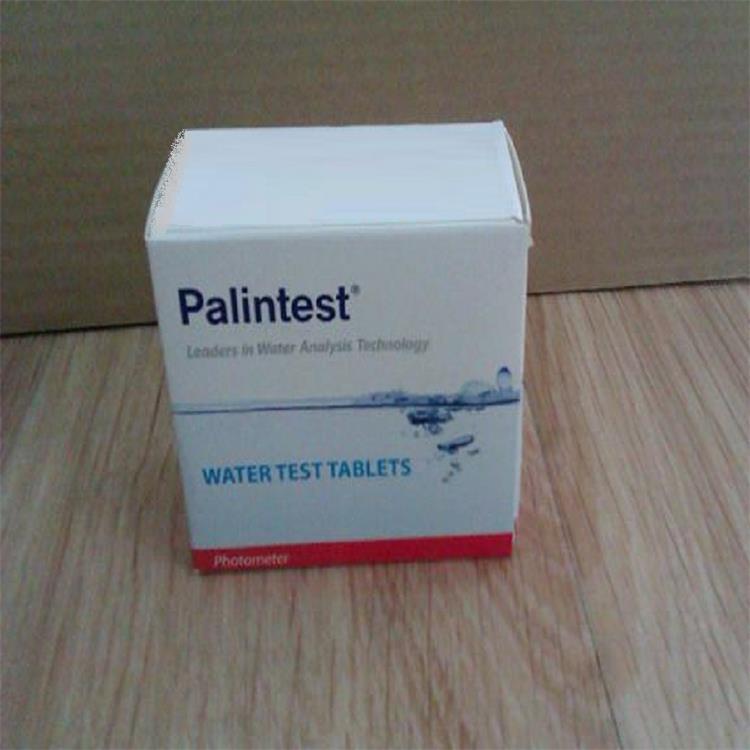 Palintest®
Leaders in Water Analysis Technology
WATER TEST TABLETS
Photometer